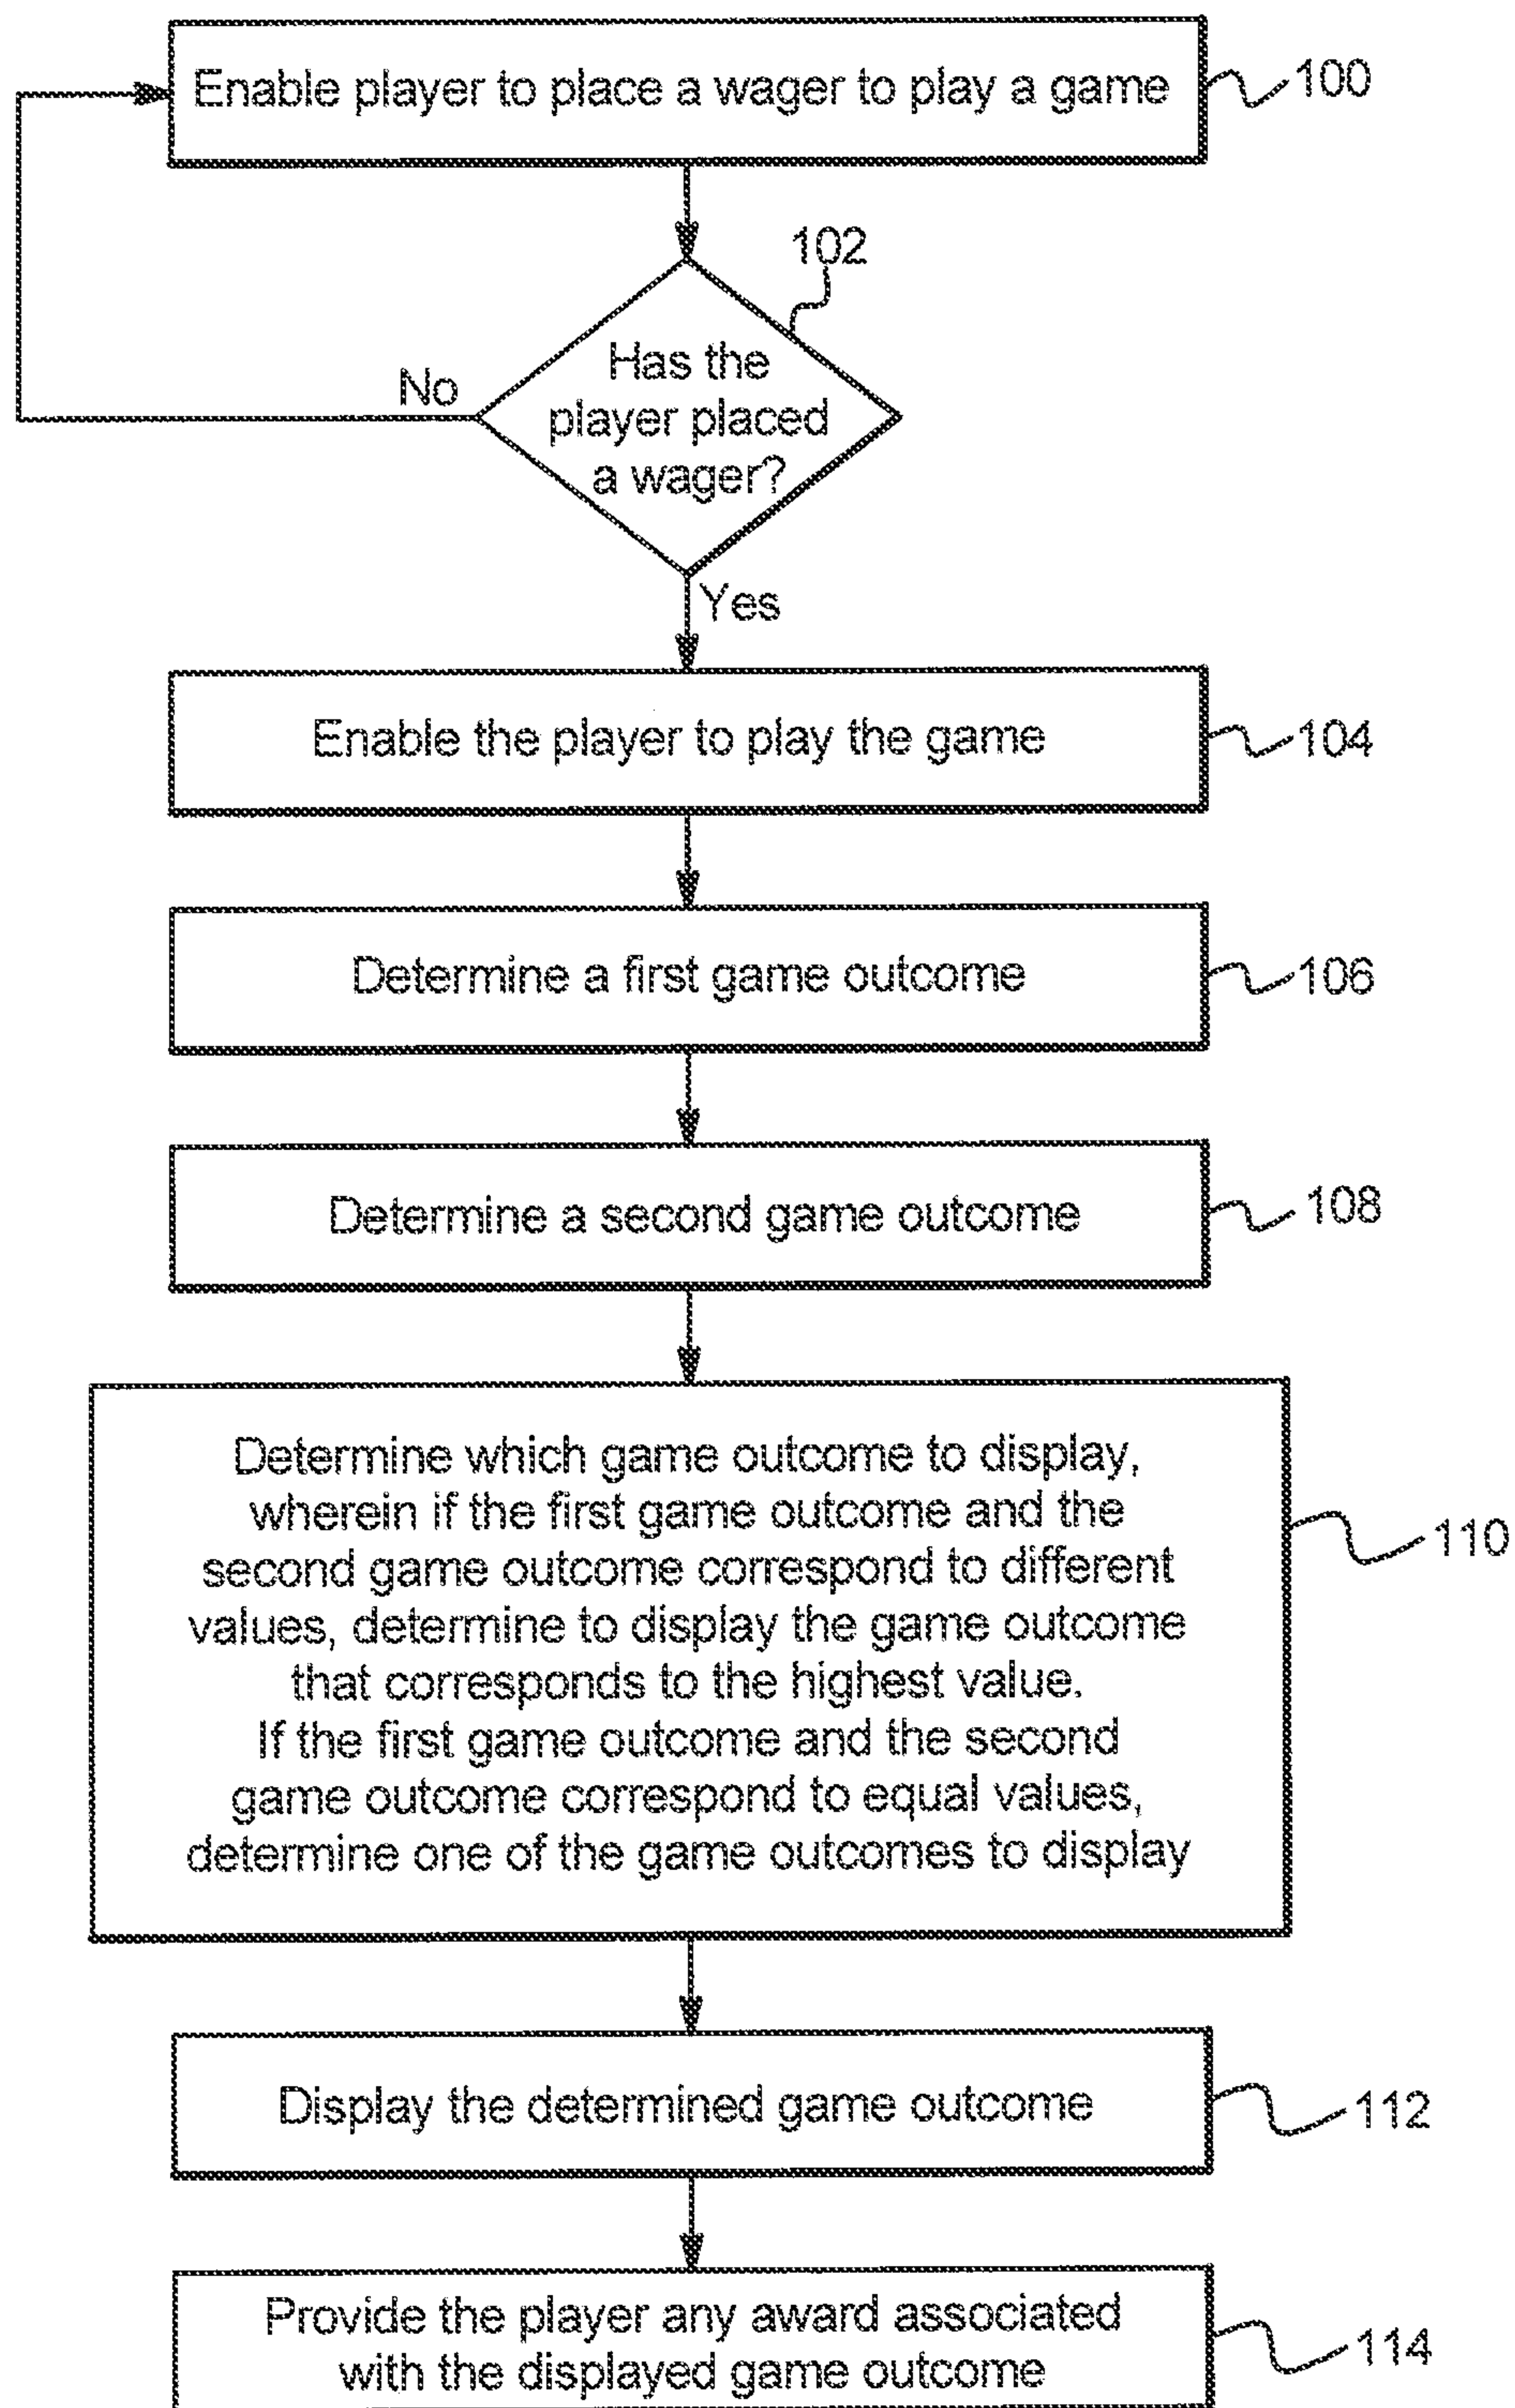 Enable player to place a wager to play a game
100
102
Has the
player placed
a wager?
No
Yes
Enable the player to play the game
104
Determine a first game outcome
106
Determine a second game outcome
108
Determine which game outcome to display,
wherein if the first game outcome and the
second game outcome correspond to different
values, determine to display the game outcome
that corresponds to the highest value.
If the first game outcome and the second
game outcome correspond to equal values,
determine one of the game outcomes to display
110
Display the determined game outcome
112
Provide the player any award associated
with the displayed game outcome
114